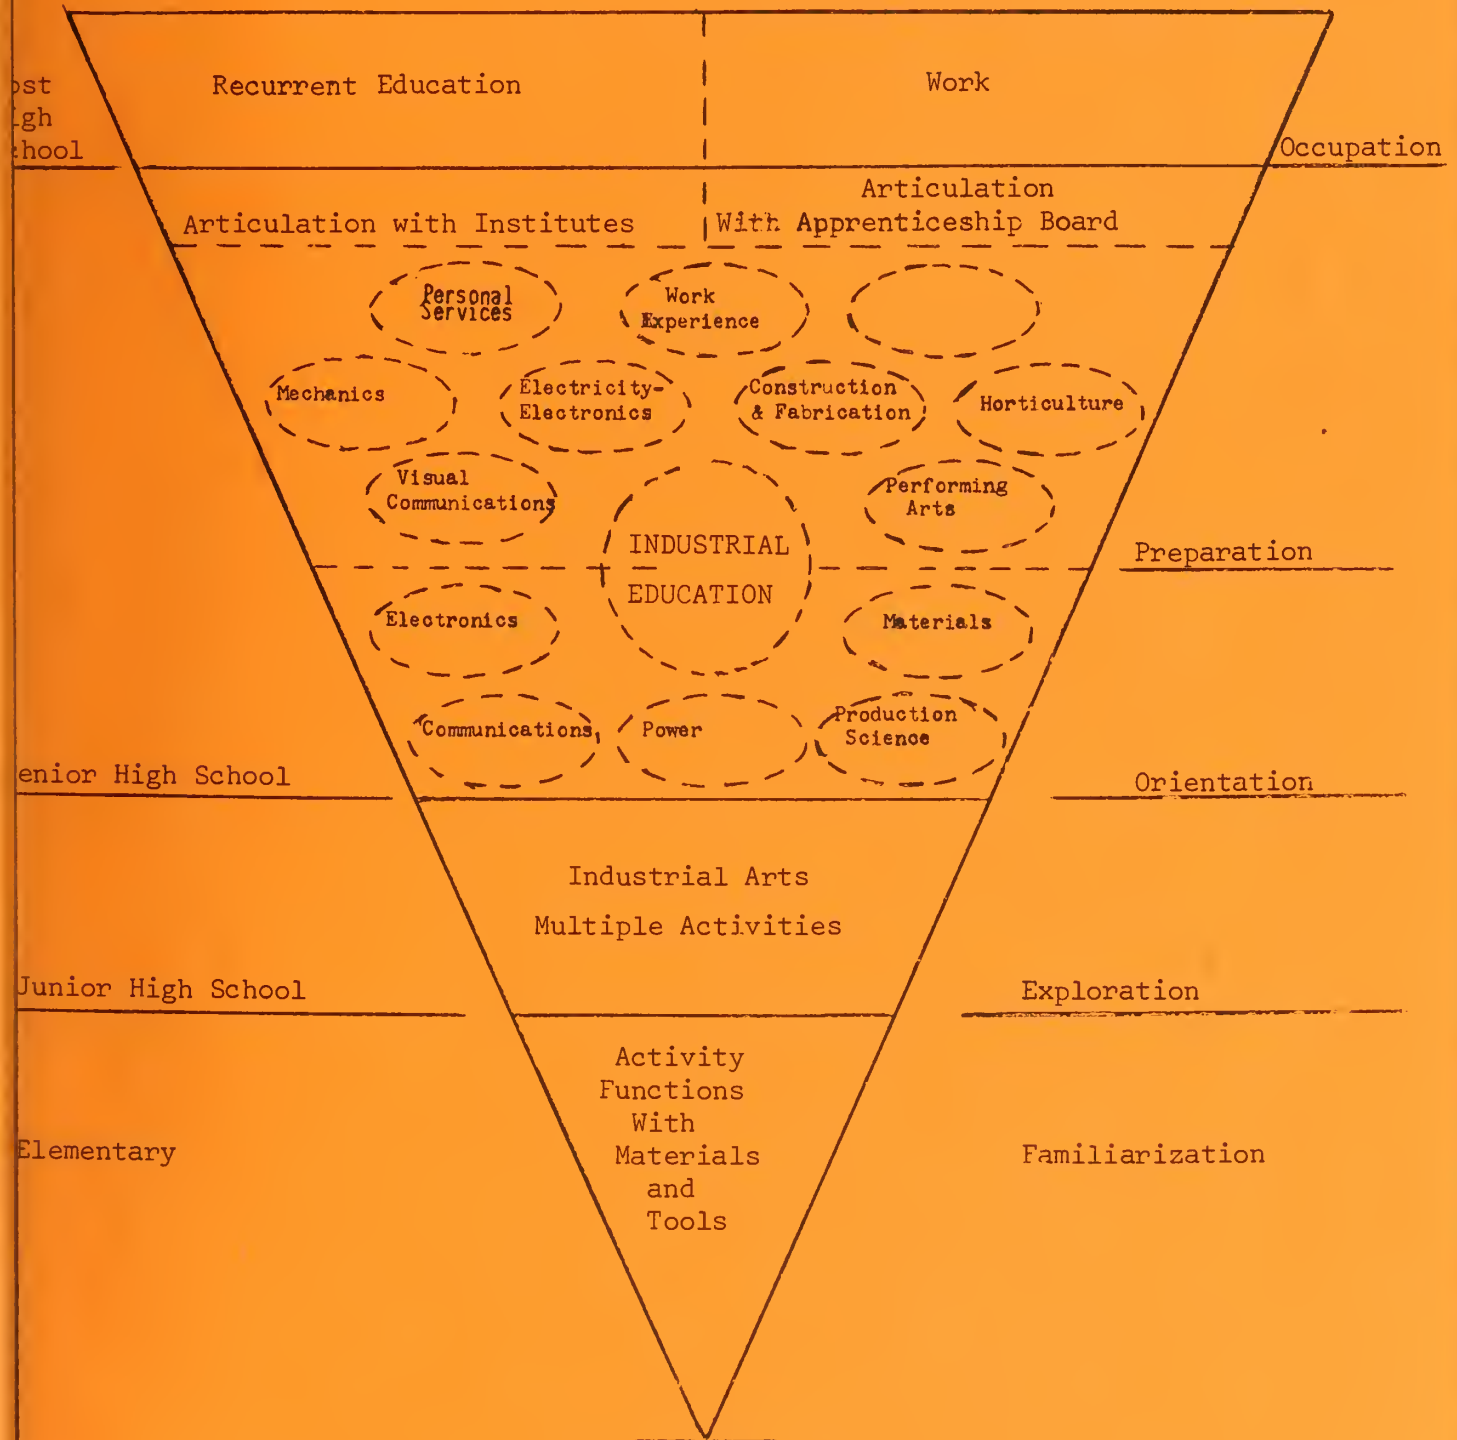 ost
igh
chool
Recurrent Education
Work
Occupation
Articulation with Institutes
Articulation
With Apprenticeship Board
Personal
Services
Work
Experience
Mechanics
Electricity-
Electronics
Construction
& Fabrication
Horticulture
Visual
Communications
Performing
Arts
INDUSTRIAL
EDUCATION
Preparation
Electronics
Materials
Communications
Power
Production
Science
enior High School
Orientation
Industrial Arts
Multiple Activities
Junior High School
Exploration
Activity
Functions
With
Materials
and
Tools
Elementary
Familiarization